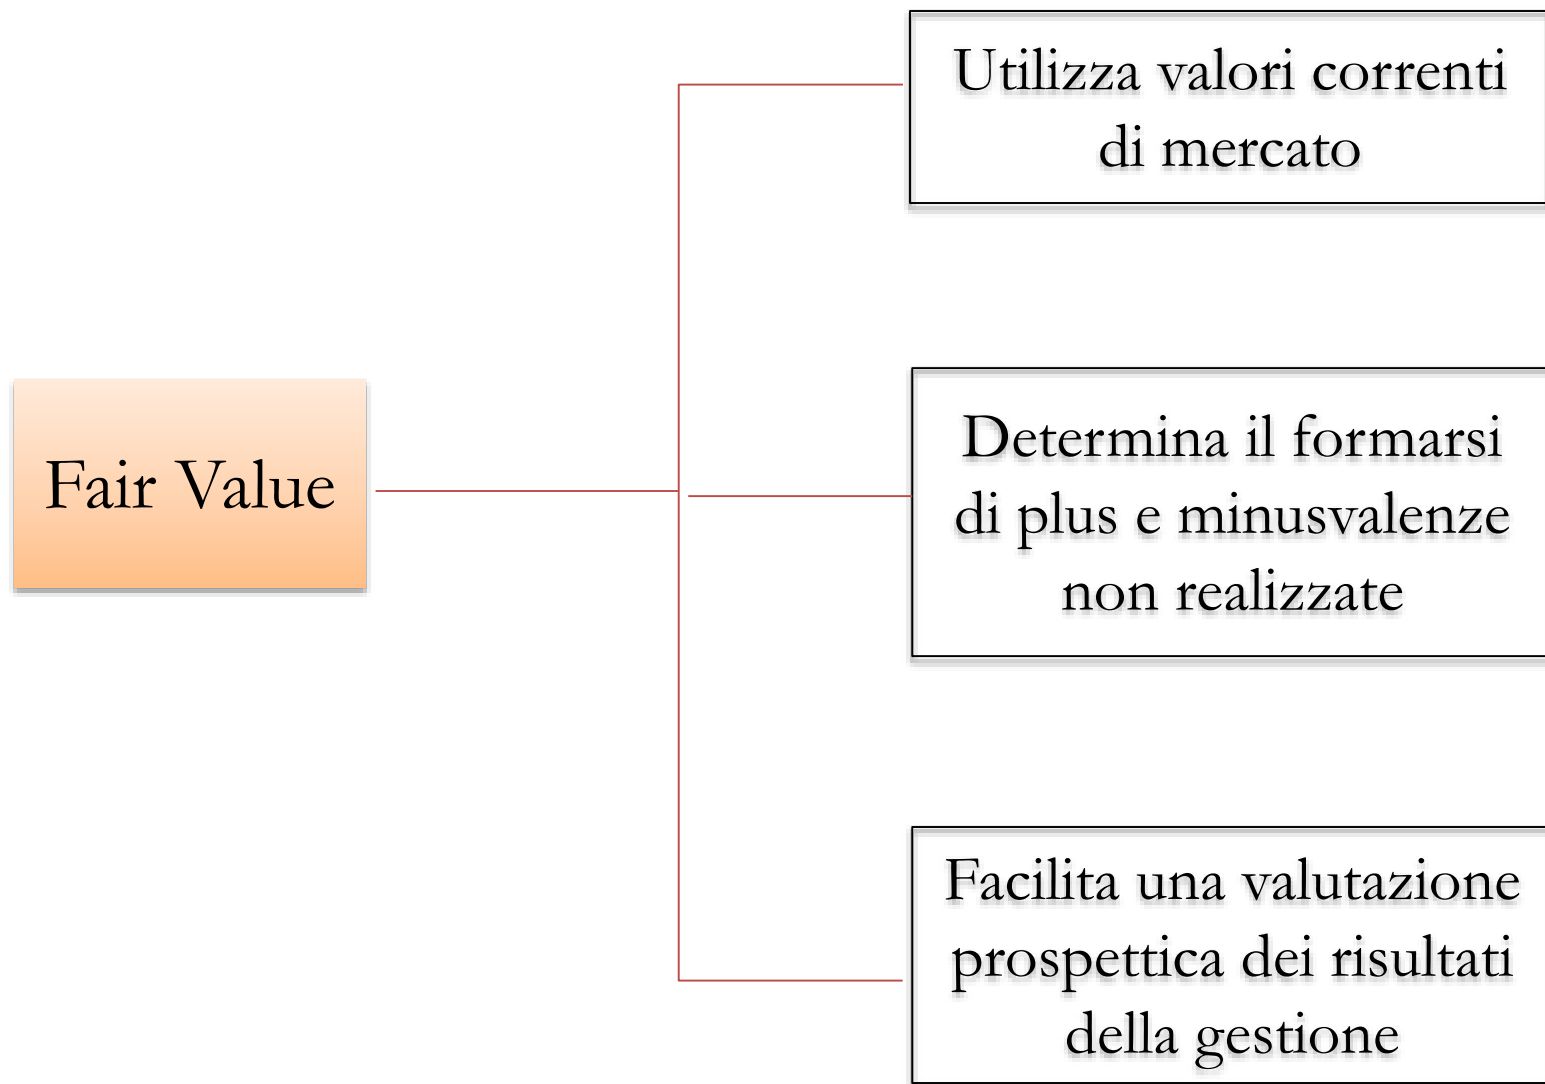 Fair Value
Utilizza valori correnti
di mercato
Determina il formarsi
di plus e minusvalenze
non realizzate
Facilita una valutazione
prospettica dei risultati
della gestione